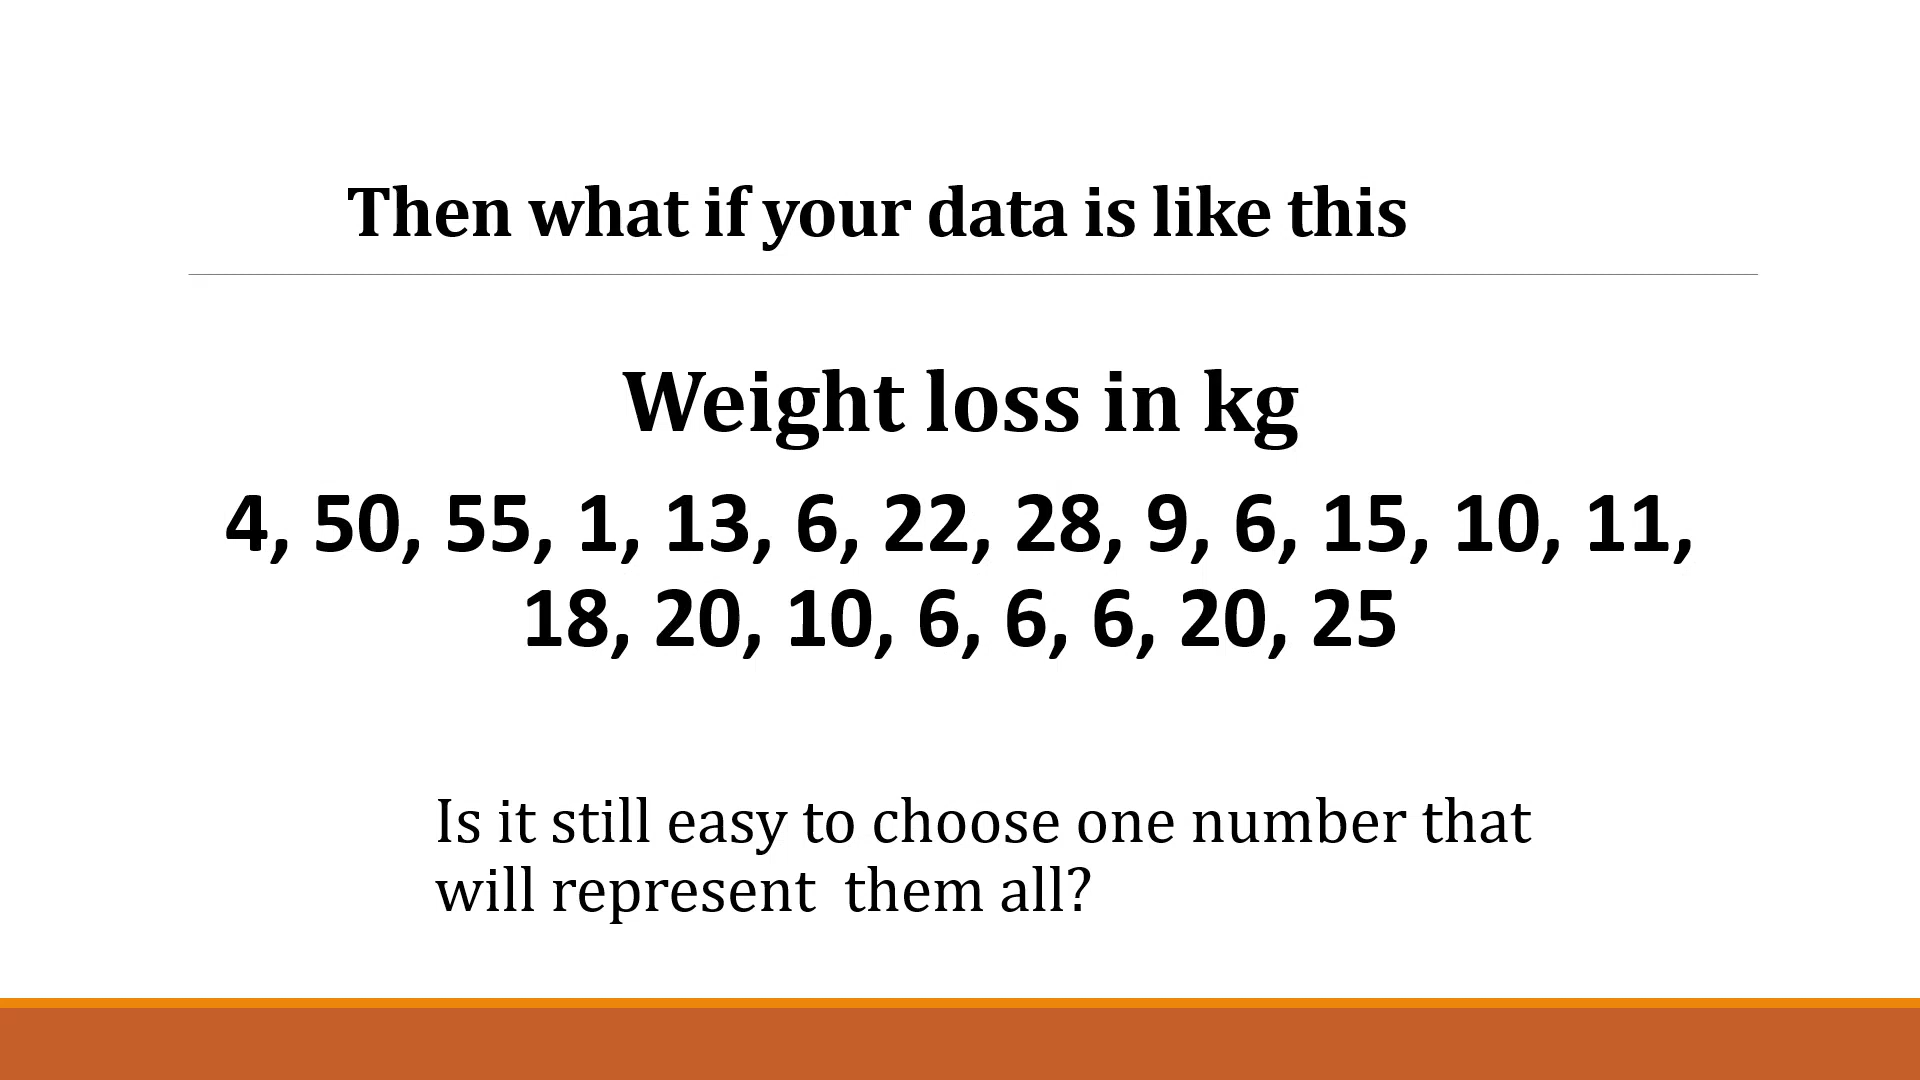 Then what if your data is like this
Weight loss in kg
4, 50, 55, 1, 13, 6, 22, 28, 9, 6, 15, 10, 11,
18, 20, 10, 6, 6, 6, 20, 25
Is it still easy to choose one number that
will represent  them all?